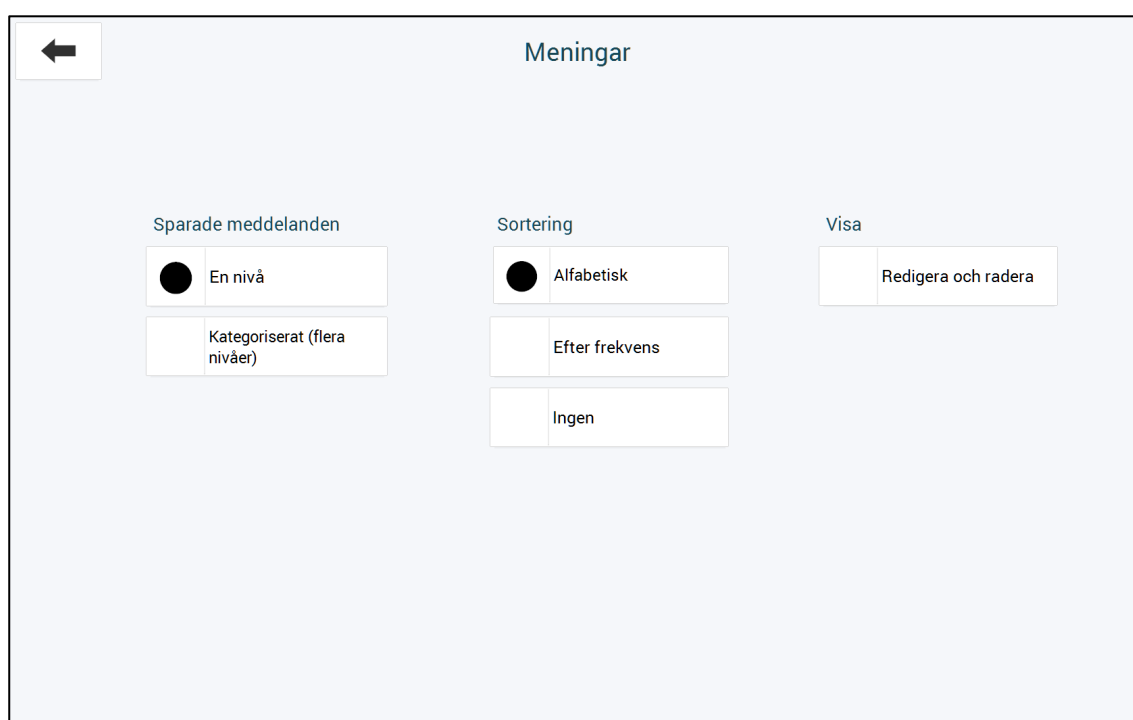 Meningar
Sparade meddelanden
En nivå
Kategoriserat (flera
nivåer)
Sortering
Alfabetisk
Efter frekvens
Ingen
Visa
Redigera och radera